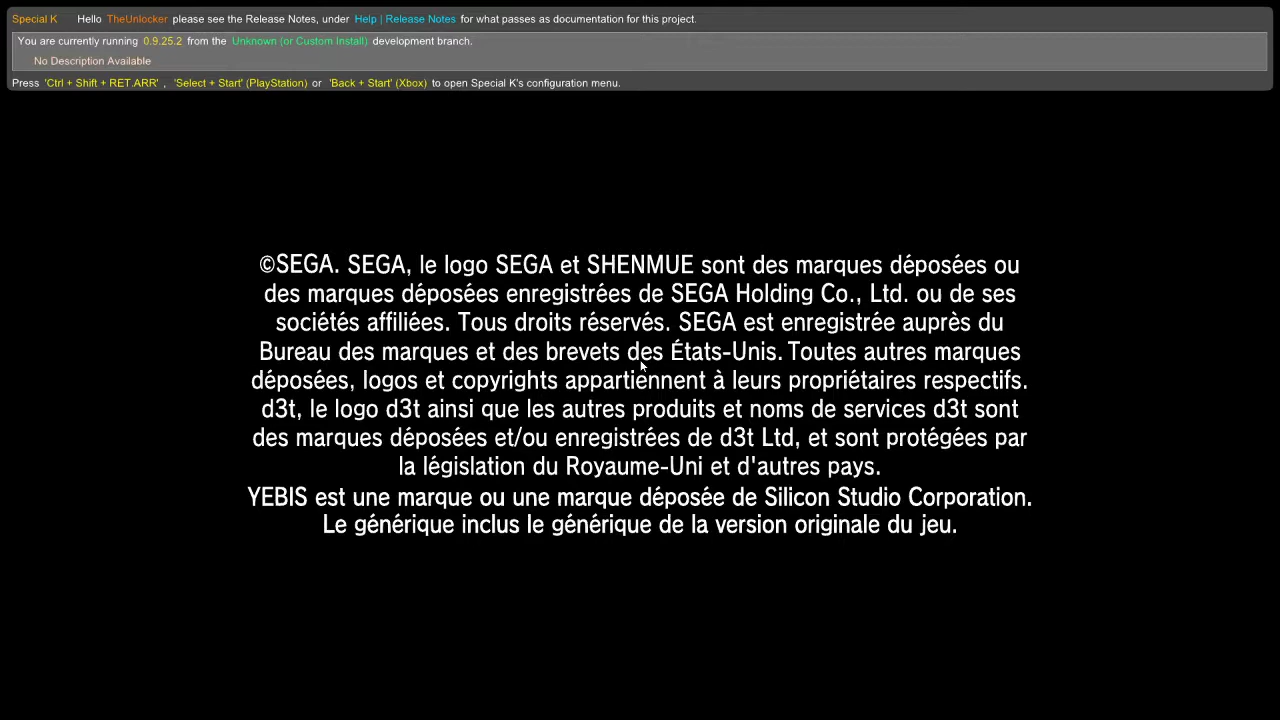 Special K Hello TheUnlocker please see the Release Notes, under Help | Release Notes for what passes as documentation for this project.
You are currently running 0.9.25.2 from the Unknown (or Custom Install) development branch.
No Description Available
Press 'Ctrl + Shift + RET.ARR' , 'Select + Start' (PlayStation) or 'Back + Start' (Xbox) to open Special K's configuration menu.
©SEGA. SEGA, le logo SEGA et SHENMUE sont des marques déposées ou
des marques déposées enregistrées de SEGA Holding Co., Ltd. ou de ses
sociétés affiliées. Tous droits réservés. SEGA est enregistrée auprès du
Bureau des marques et des brevets des États-Unis. Toutes autres marques
déposées, logos et copyrights appartiennent à leurs propriétaires respectifs.
d3t, le logo d3t ainsi que les autres produits et noms de services d3t sont
des marques déposées et/ou enregistrées de d3t Ltd, et sont protégées par
la législation du Royaume-Uni et d'autres pays.
YEBIS est une marque ou une marque déposée de Silicon Studio Corporation.
Le générique inclus le générique de la version originale du jeu.